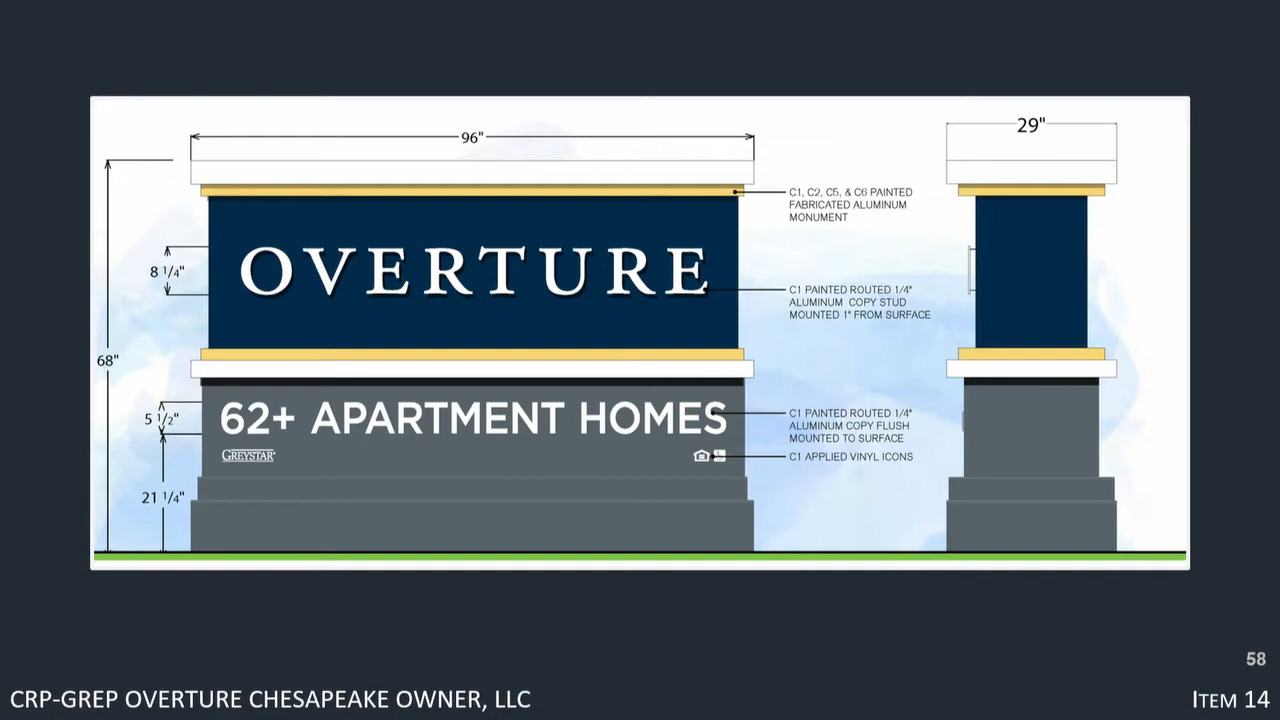 96"
29"
C1, C2, C5, & C6 PAINTED
FABRICATED ALUMINUM
MONUMENT
OVERTURE
8 1/4"
C1 PAINTED ROUTED 1/4"
ALUMINUM COPY STUD
MOUNTED 1" FROM SURFACE
68"
5 1/2"
62+ APARTMENT HOMES
C1 PAINTED ROUTED 1/4"
ALUMINUM COPY FLUSH
MOUNTED TO SURFACE
GREYSTAR
C1 APPLIED VINYL ICONS
21 1/4"
58
CRP-GREP OVERTURE CHESAPEAKE OWNER, LLC
ITEM 14